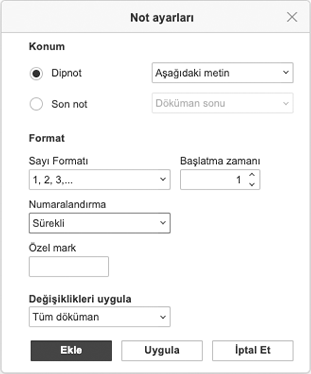 Not ayarları
Konum
Dipnot
Aşağıdaki metin
Son not
Döküman sonu
Format
Sayı Formatı
Başlatma zamanı
1, 2, 3,...
1
Numaralandırma
Sürekli
Özel mark
Değişiklikleri uygula
Tüm döküman
Ekle
Uygula
İptal Et